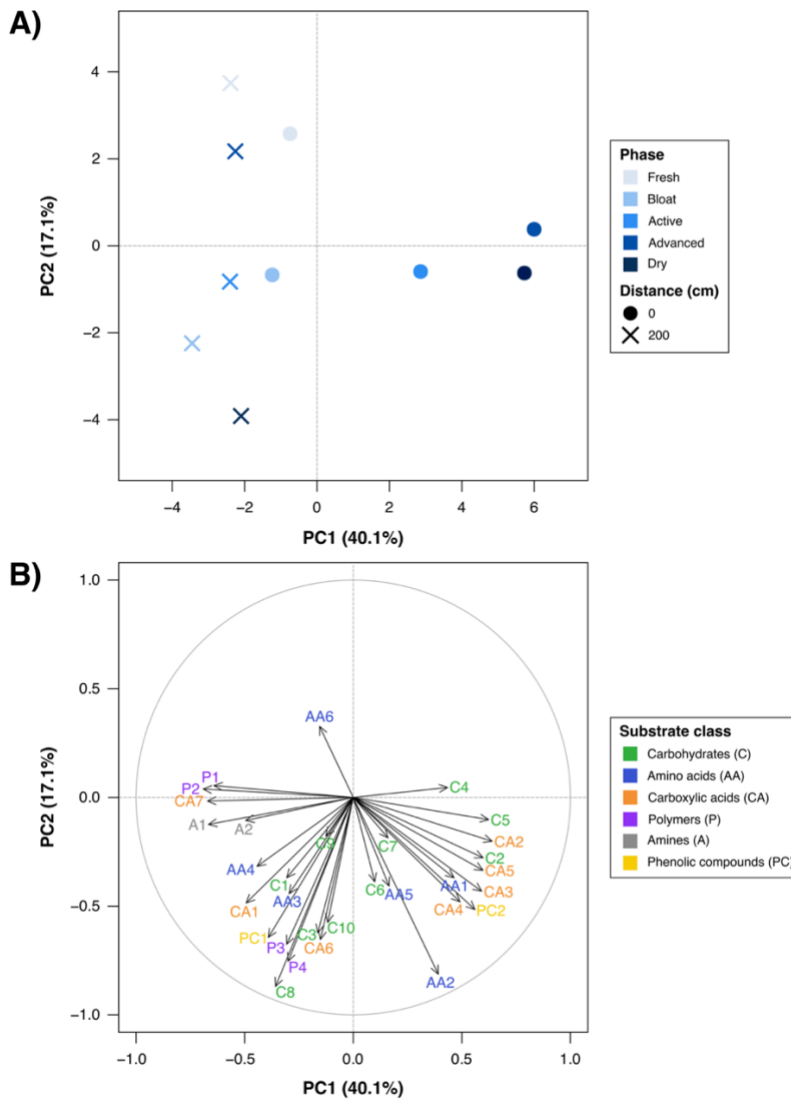 A)
4
2
0
−2
−4
PC2 (17.1%)
−4 −2 0 2 4 6
PC1 (40.1%)
Phase
Fresh
Bloat
Active
Advanced
Dry
Distance (cm)
0
200
B)
1.0
0.5
0.0
−0.5
−1.0
PC2 (17.1%)
AA6
P1
P2
CA7
A1
A2
C9
AA4
C1
AA3
CA1
PC1
P3
C3
C10
CA6
P4
C8
C4
C5
CA2
C7
C2
CA5
C6
AA5
AA1
CA3
CA4
PC2
AA2
−1.0 −0.5 0.0 0.5 1.0
PC1 (40.1%)
Substrate class
Carbohydrates (C)
Amino acids (AA)
Carboxylic acids (CA)
Polymers (P)
Amines (A)
Phenolic compounds (PC)